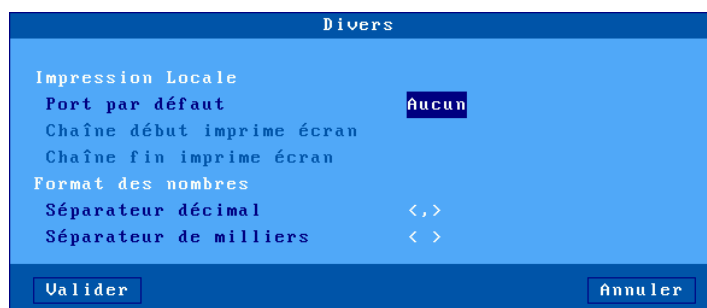 Divers
Impression Locale
Port par défaut Aucun
Chaîne début imprime écran
Chaîne fin imprime écran
Format des nombres
Séparateur décimal <,>
Séparateur de milliers < >
Valider Annuler